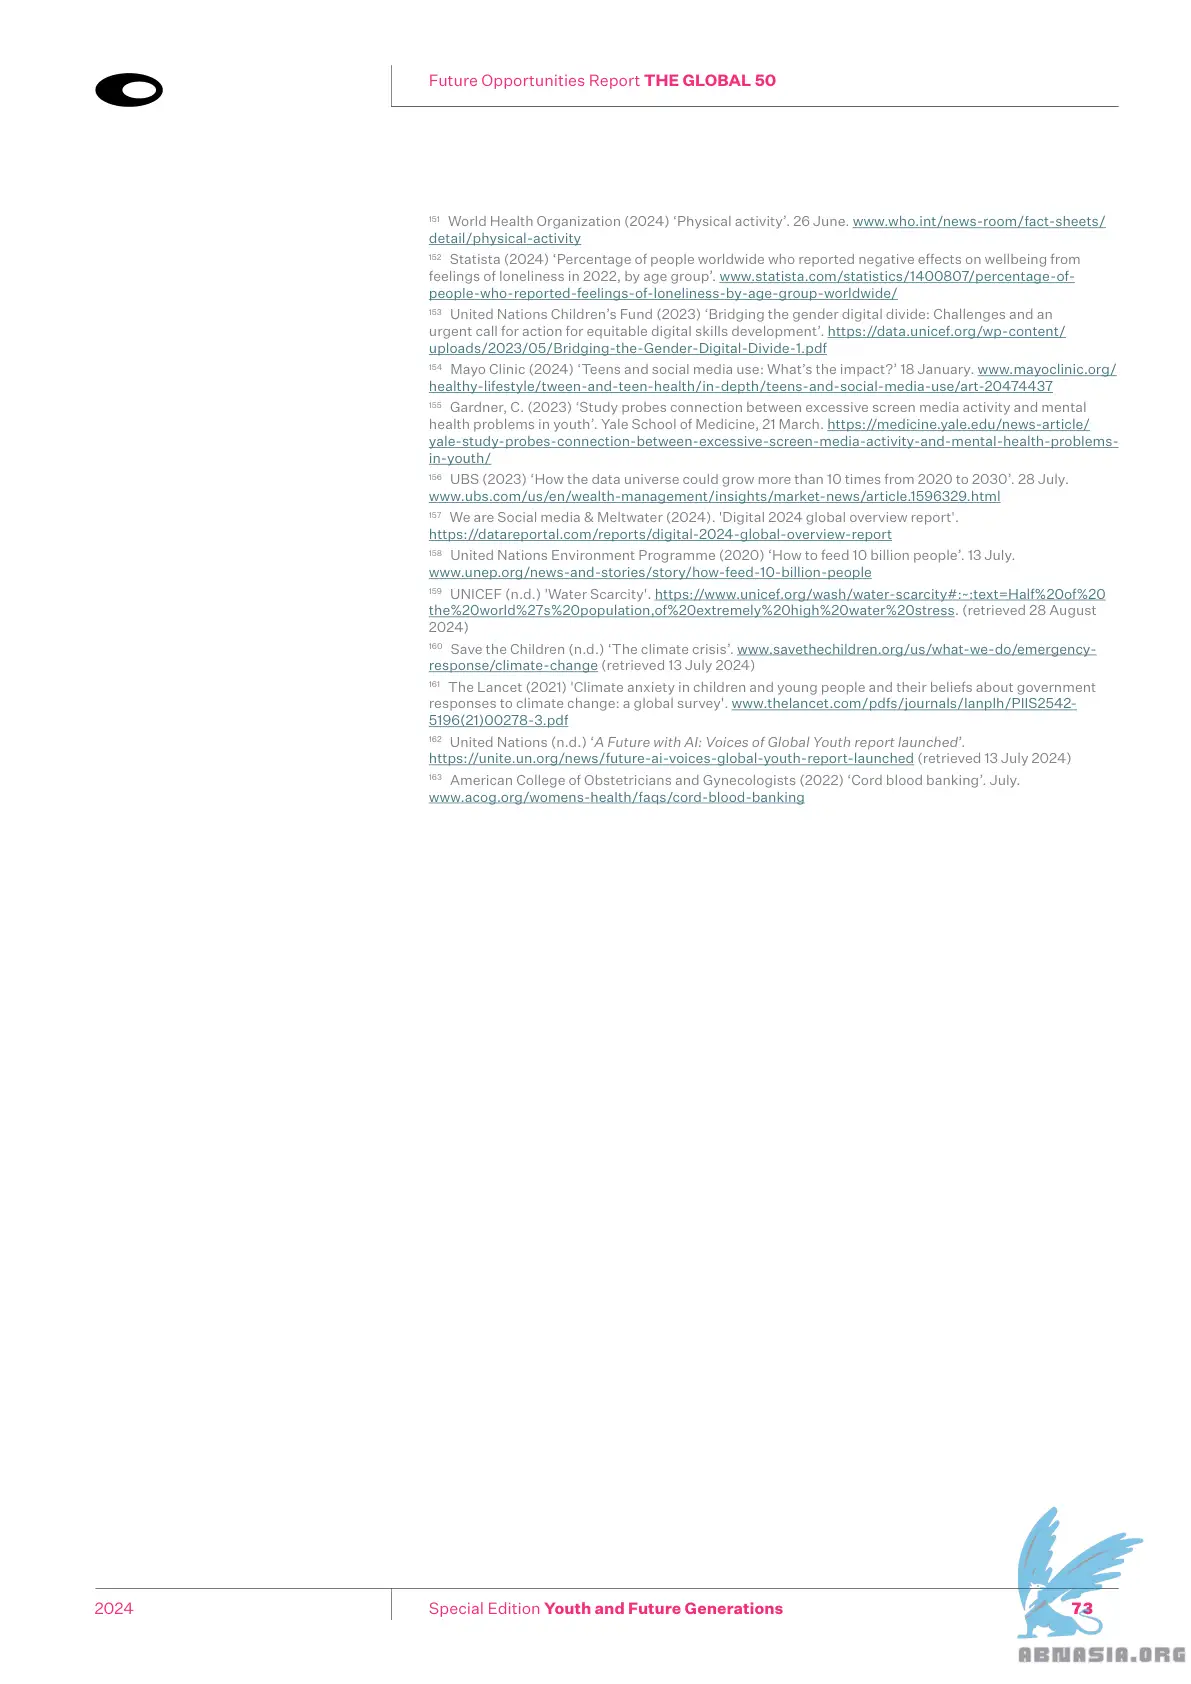 Future Opportunities Report THE GLOBAL 50
151 World Health Organization (2024) ‘Physical activity’. 26 June. www.who.int/news-room/fact-sheets/
detail/physical-activity
152 Statista (2024) ‘Percentage of people worldwide who reported negative effects on wellbeing from
feelings of loneliness in 2022, by age group’. www.statista.com/statistics/1400807/percentage-of-
people-who-reported-feelings-of-loneliness-by-age-group-worldwide/
153 United Nations Children’s Fund (2023) ‘Bridging the gender digital divide: Challenges and an
urgent call for action for equitable digital skills development’. https://data.unicef.org/wp-content/
uploads/2023/05/Bridging-the-Gender-Digital-Divide-1.pdf
154 Mayo Clinic (2024) ‘Teens and social media use: What’s the impact?’ 18 January. www.mayoclinic.org/
healthy-lifestyle/tween-and-teen-health/in-depth/teens-and-social-media-use/art-20474437
155 Gardner, C. (2023) ‘Study probes connection between excessive screen media activity and mental
health problems in youth’. Yale School of Medicine, 21 March. https://medicine.yale.edu/news-article/
yale-study-probes-connection-between-excessive-screen-media-activity-and-mental-health-problems-
in-youth/
156 UBS (2023) ‘How the data universe could grow more than 10 times from 2020 to 2030’. 28 July.
www.ubs.com/us/en/wealth-management/insights/market-news/article.1596329.html
157 We are Social media & Meltwater (2024). 'Digital 2024 global overview report'.
https://datareportal.com/reports/digital-2024-global-overview-report
158 United Nations Environment Programme (2020) ‘How to feed 10 billion people’. 13 July.
www.unep.org/news-and-stories/story/how-feed-10-billion-people
159 UNICEF (n.d.) 'Water Scarcity'. https://www.unicef.org/wash/water-scarcity#:~:text=Half%20of%20
the%20world%27s%20population,of%20extremely%20high%20water%20stress. (retrieved 28 August
2024)
160 Save the Children (n.d.) ‘The climate crisis’. www.savethechildren.org/us/what-we-do/emergency-
response/climate-change (retrieved 13 July 2024)
161 The Lancet (2021) 'Climate anxiety in children and young people and their beliefs about government
responses to climate change: a global survey'. www.thelancet.com/pdfs/journals/lanplh/PIIS2542-
5196(21)00278-3.pdf
162 United Nations (n.d.) ‘A Future with AI: Voices of Global Youth report launched’.
https://unite.un.org/news/future-ai-voices-global-youth-report-launched (retrieved 13 July 2024)
163 American College of Obstetricians and Gynecologists (2022) ‘Cord blood banking’. July.
www.acog.org/womens-health/faqs/cord-blood-banking
2024
Special Edition Youth and Future Generations
73
ABNASIA.ORG